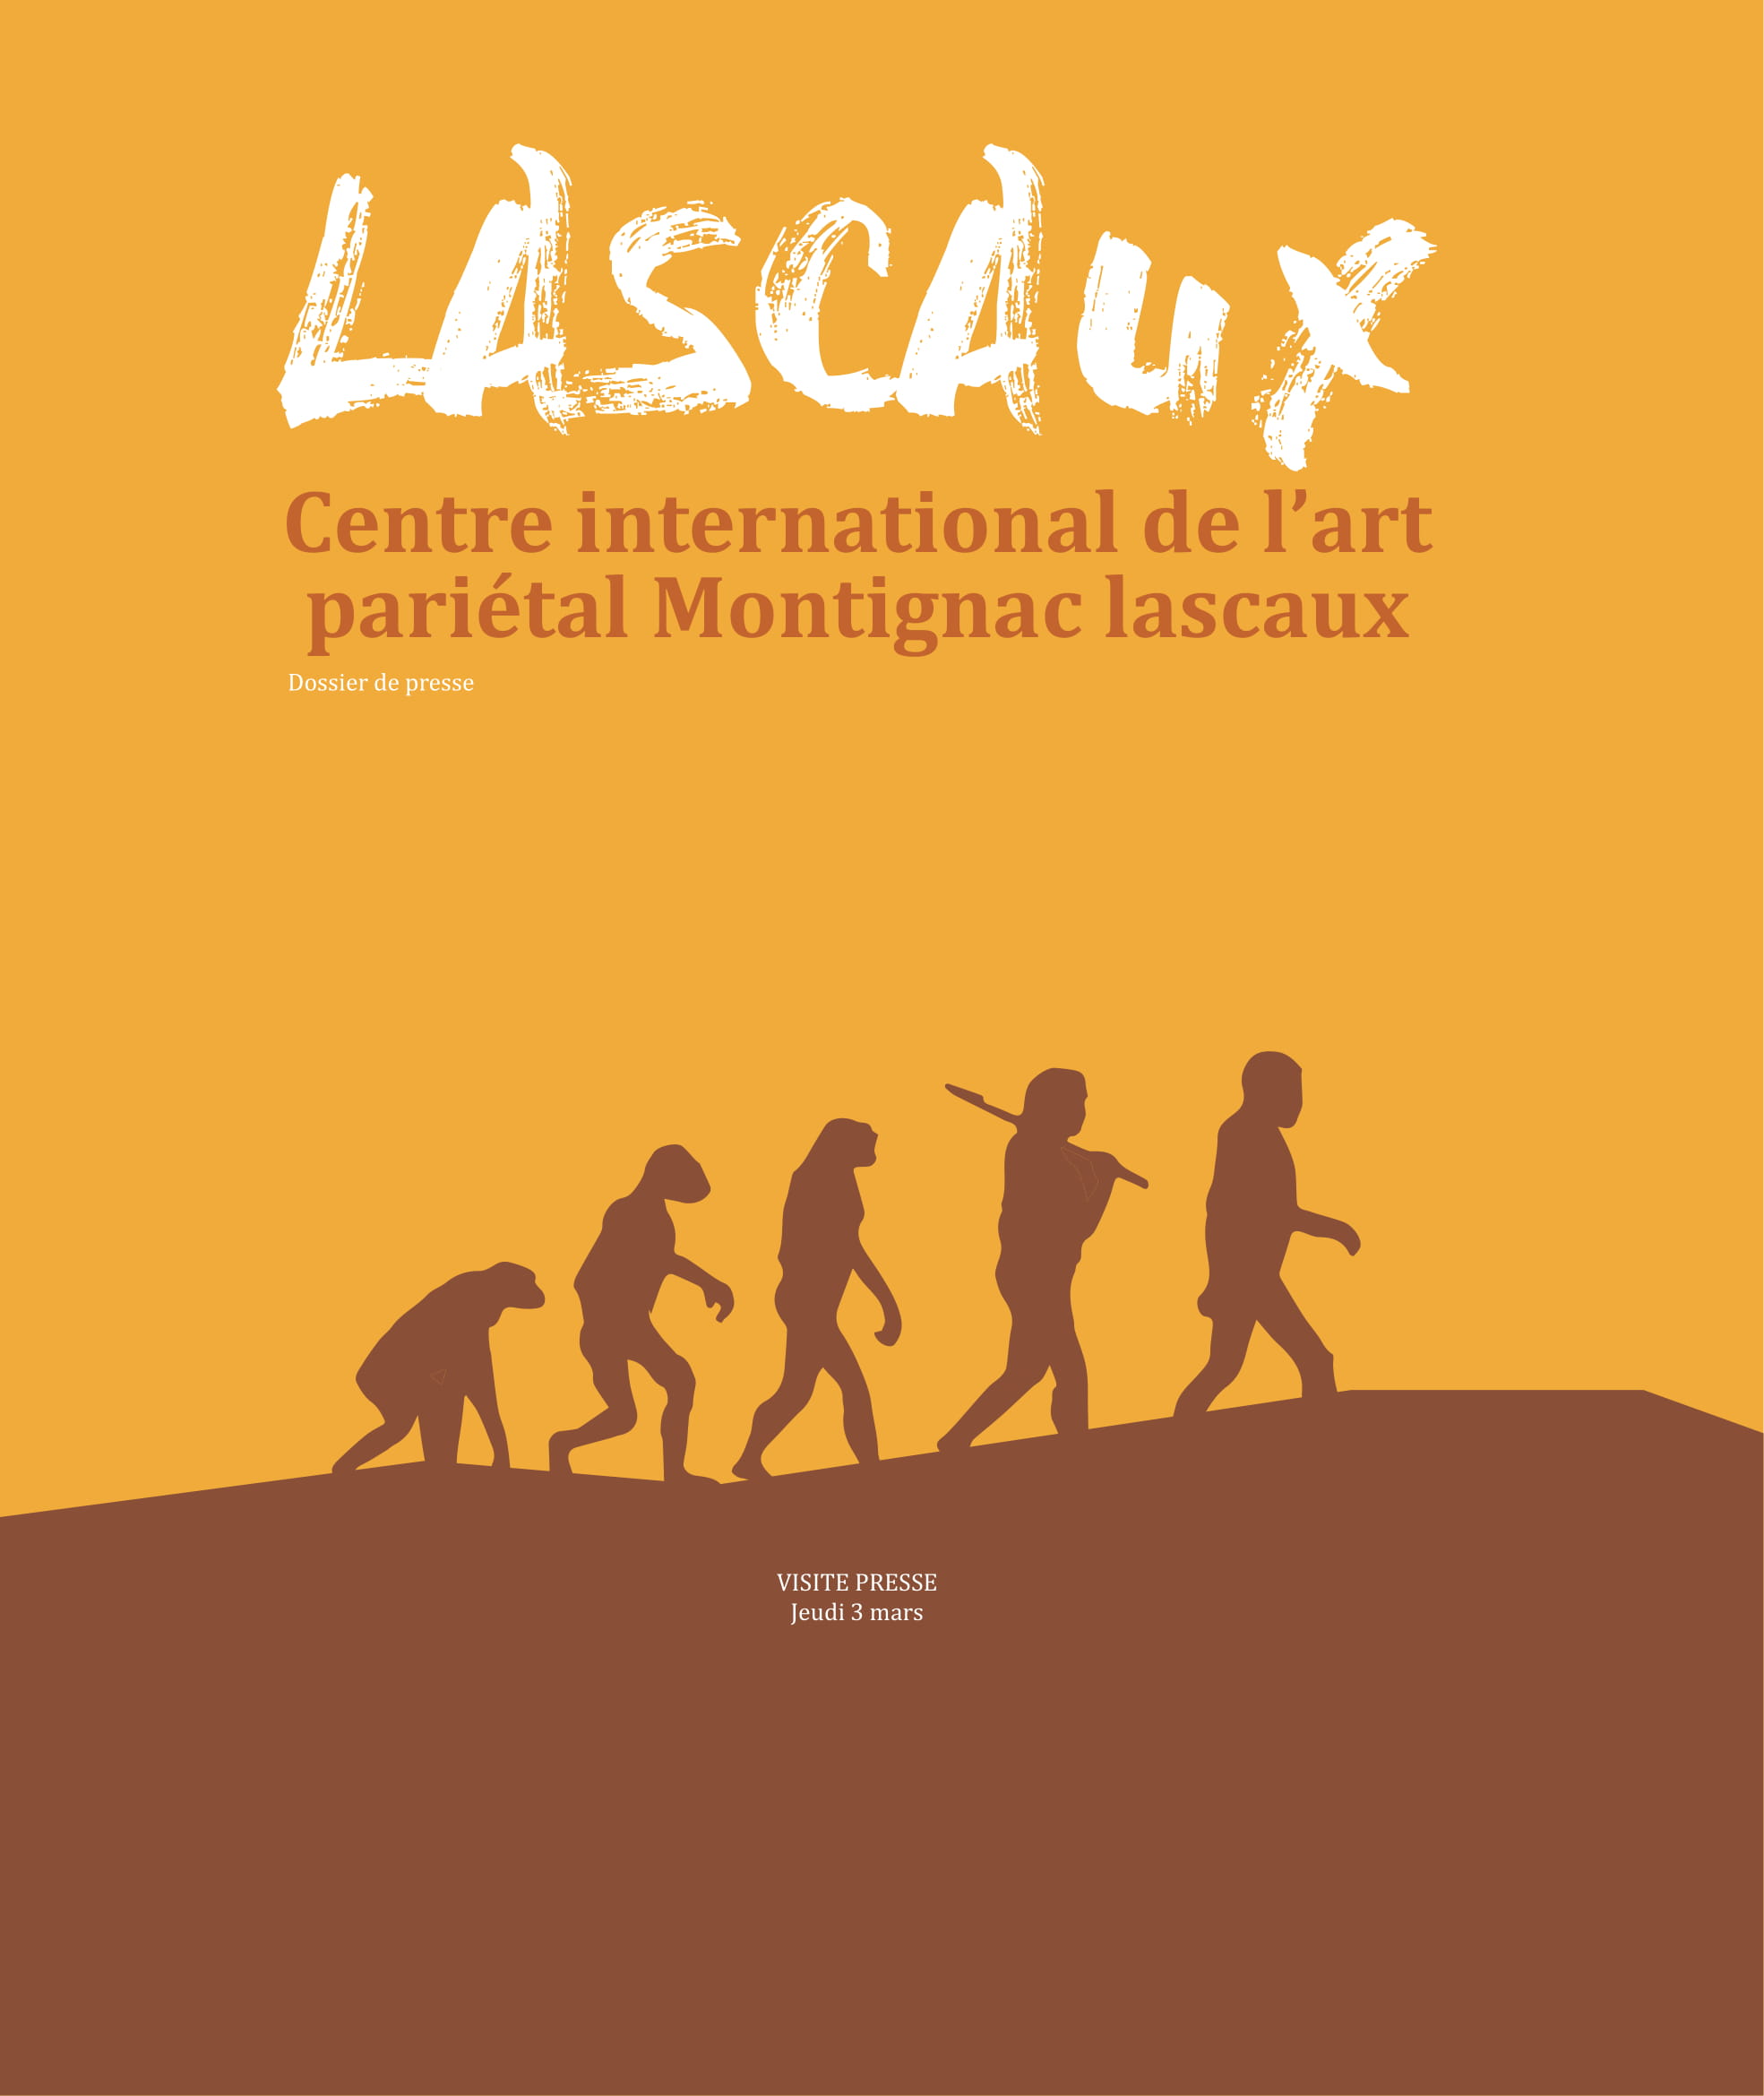 LASCAUX
Centre international de l’art
pariétal Montignac lascaux
Dossier de presse
VISITE PRESSE
Jeudi 3 mars